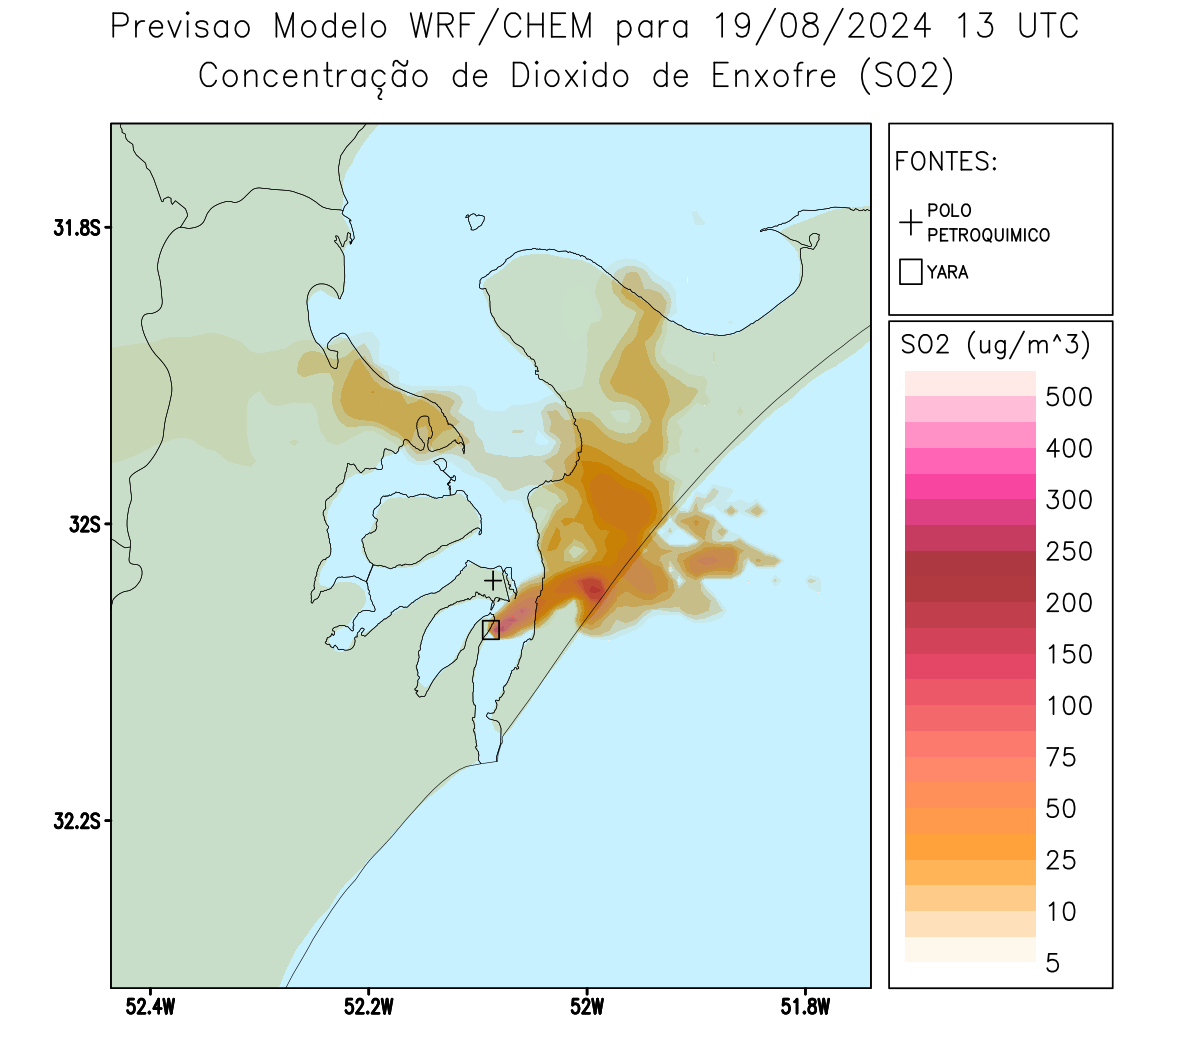 Previsao Modelo WRF/CHEM para 19/08/2024 13 UTC
Concentração de Dioxido de Enxofre (SO2)
FONTES:
POLO
PETROQUIMICO
YARA
31.8S
32S
32.2S
52.4W
52.2W
52W
51.8W
SO2 (ug/m^3)
500
400
300
250
200
150
100
75
50
25
10
5